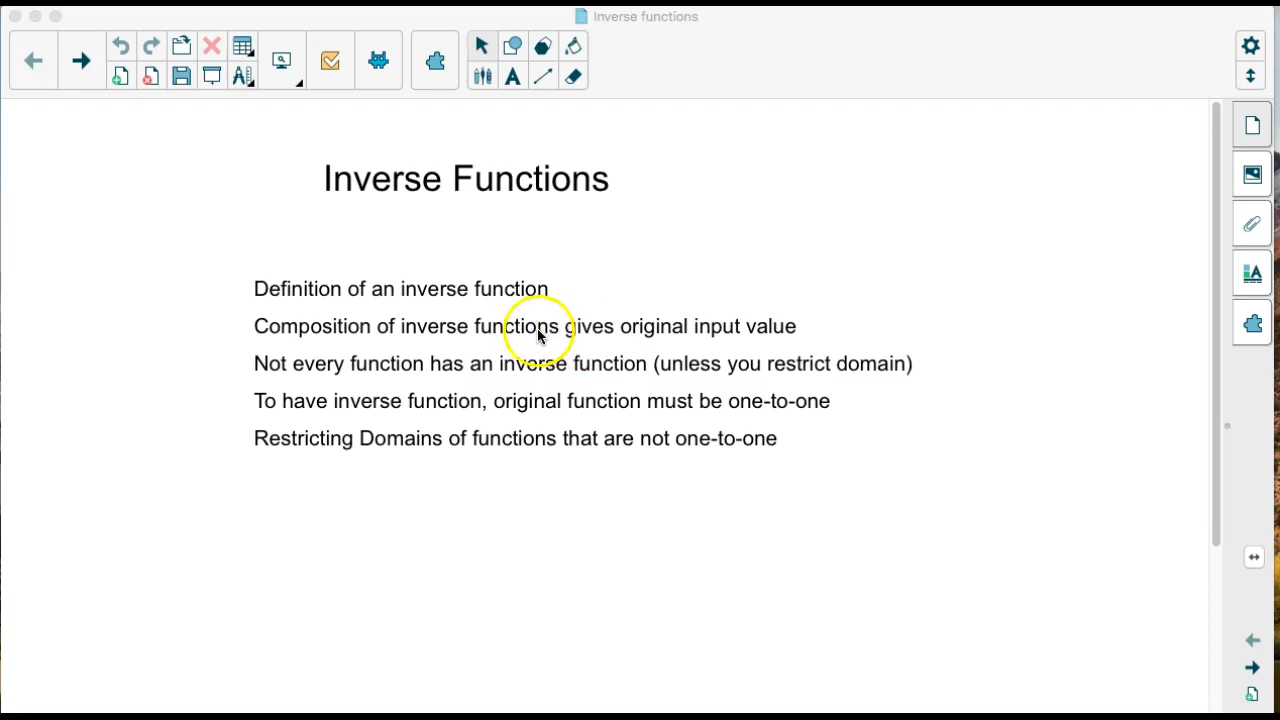 Inverse functions
Inverse Functions
Definition of an inverse function
Composition of inverse functions gives original input value
Not every function has an inverse function (unless you restrict domain)
To have inverse function, original function must be one-to-one
Restricting Domains of functions that are not one-to-one